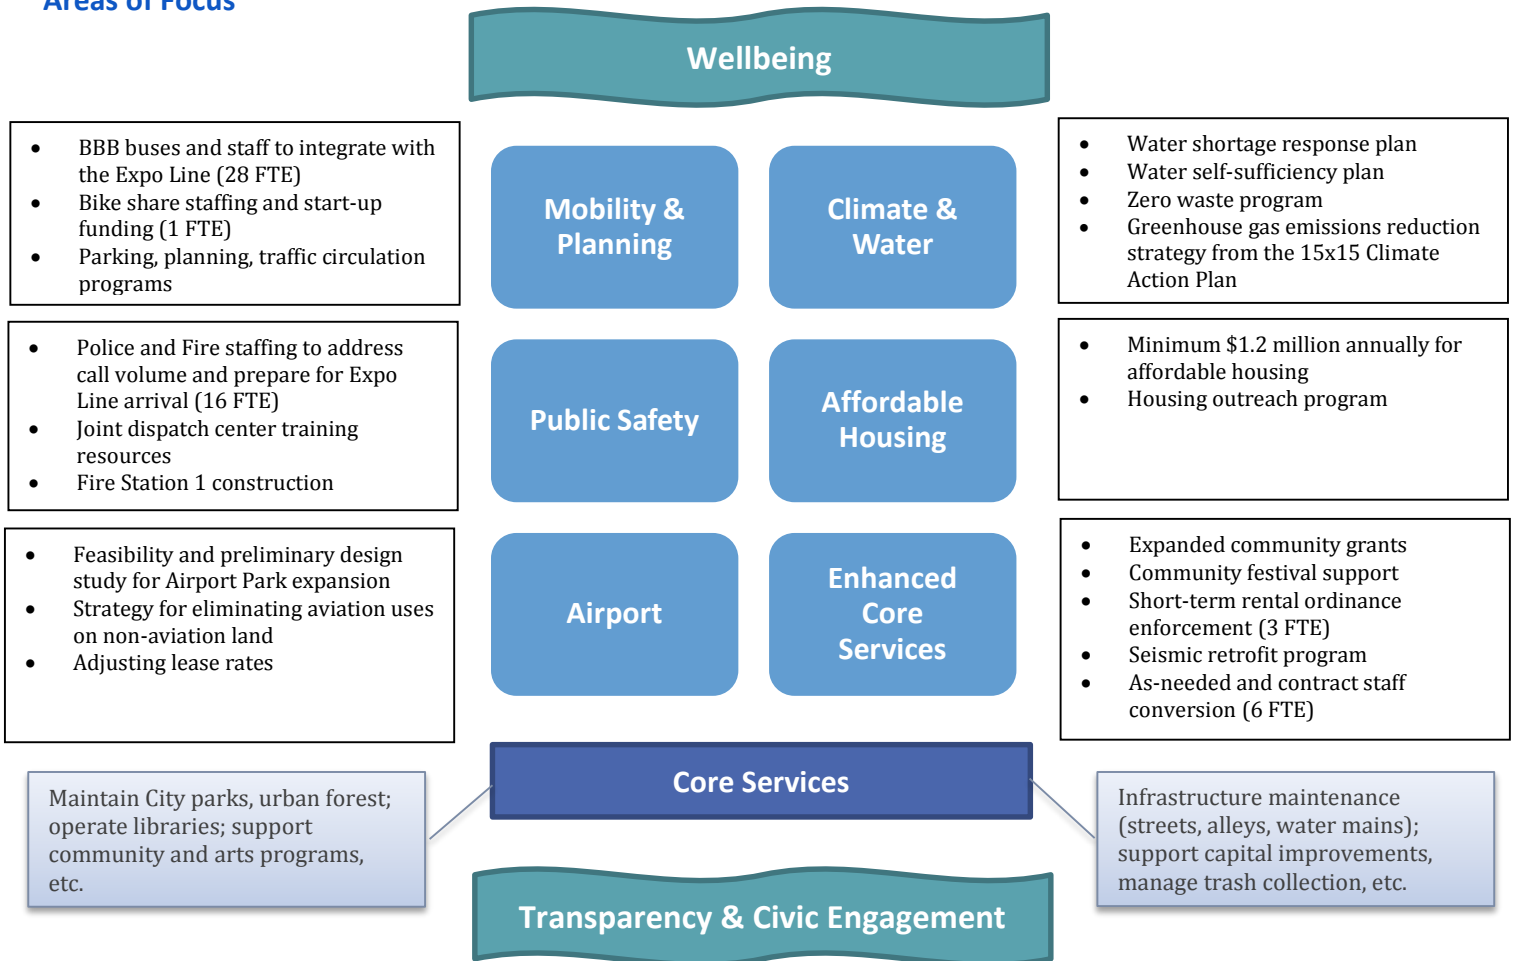 Areas of Focus
Wellbeing
• BBB buses and staff to integrate with
the Expo Line (28 FTE)
• Bike share staffing and start-up
funding (1 FTE)
• Parking, planning, traffic circulation
programs
Mobility &
Planning
Climate &
Water
• Water shortage response plan
• Water self-sufficiency plan
• Zero waste program
• Greenhouse gas emissions reduction
strategy from the 15x15 Climate
Action Plan
• Police and Fire staffing to address
call volume and prepare for Expo
Line arrival (16 FTE)
• Joint dispatch center training
resources
• Fire Station 1 construction
Public Safety
Affordable
Housing
• Minimum $1.2 million annually for
affordable housing
• Housing outreach program
• Feasibility and preliminary design
study for Airport Park expansion
• Strategy for eliminating aviation uses
on non-aviation land
• Adjusting lease rates
Airport
Enhanced
Core
Services
• Expanded community grants
• Community festival support
• Short-term rental ordinance
enforcement (3 FTE)
• Seismic retrofit program
• As-needed and contract staff
conversion (6 FTE)
Core Services
Maintain City parks, urban forest;
operate libraries; support
community and arts programs,
etc.
Infrastructure maintenance
(streets, alleys, water mains);
support capital improvements,
manage trash collection, etc.
Transparency & Civic Engagement